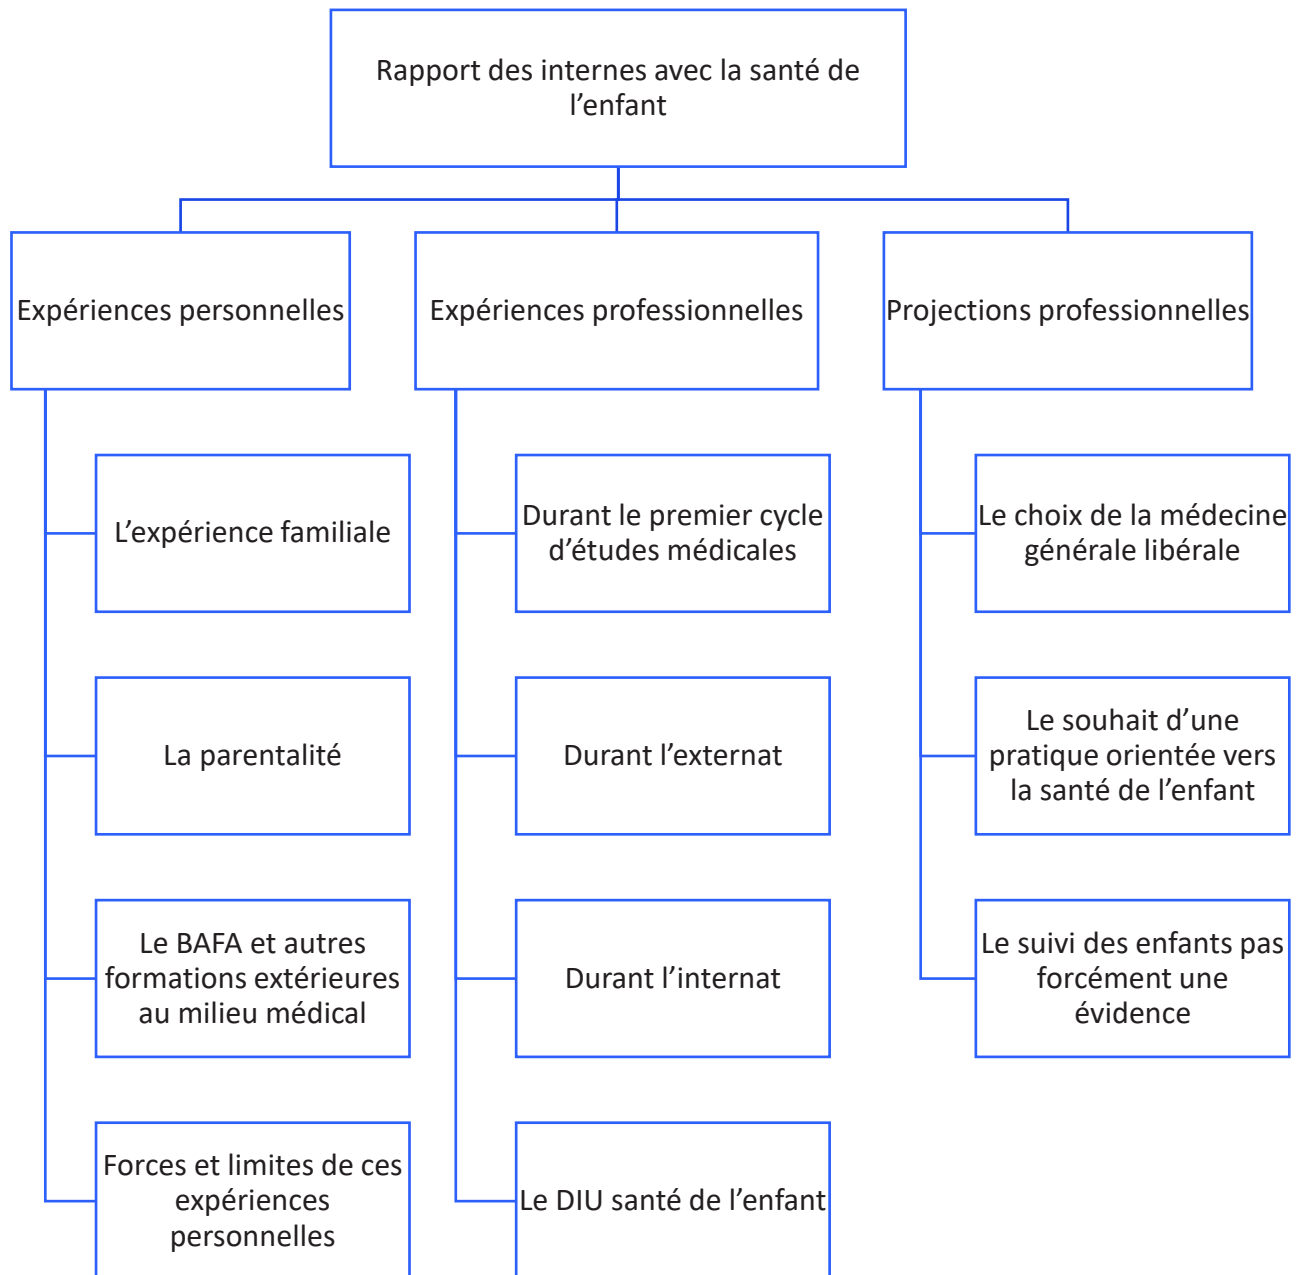 Rapport des internes avec la santé de
l’enfant
Expériences personnelles
Expériences professionnelles
Projections professionnelles
L’expérience familiale
Durant le premier cycle
d’études médicales
Le choix de la médecine
générale libérale
La parentalité
Durant l’externat
Le souhait d’une
pratique orientée vers
la santé de l’enfant
Le BAFA et autres
formations extérieures
au milieu médical
Durant l’internat
Le suivi des enfants pas
forcément une
évidence
Forces et limites de ces
expériences
personnelles
Le DIU santé de l’enfant